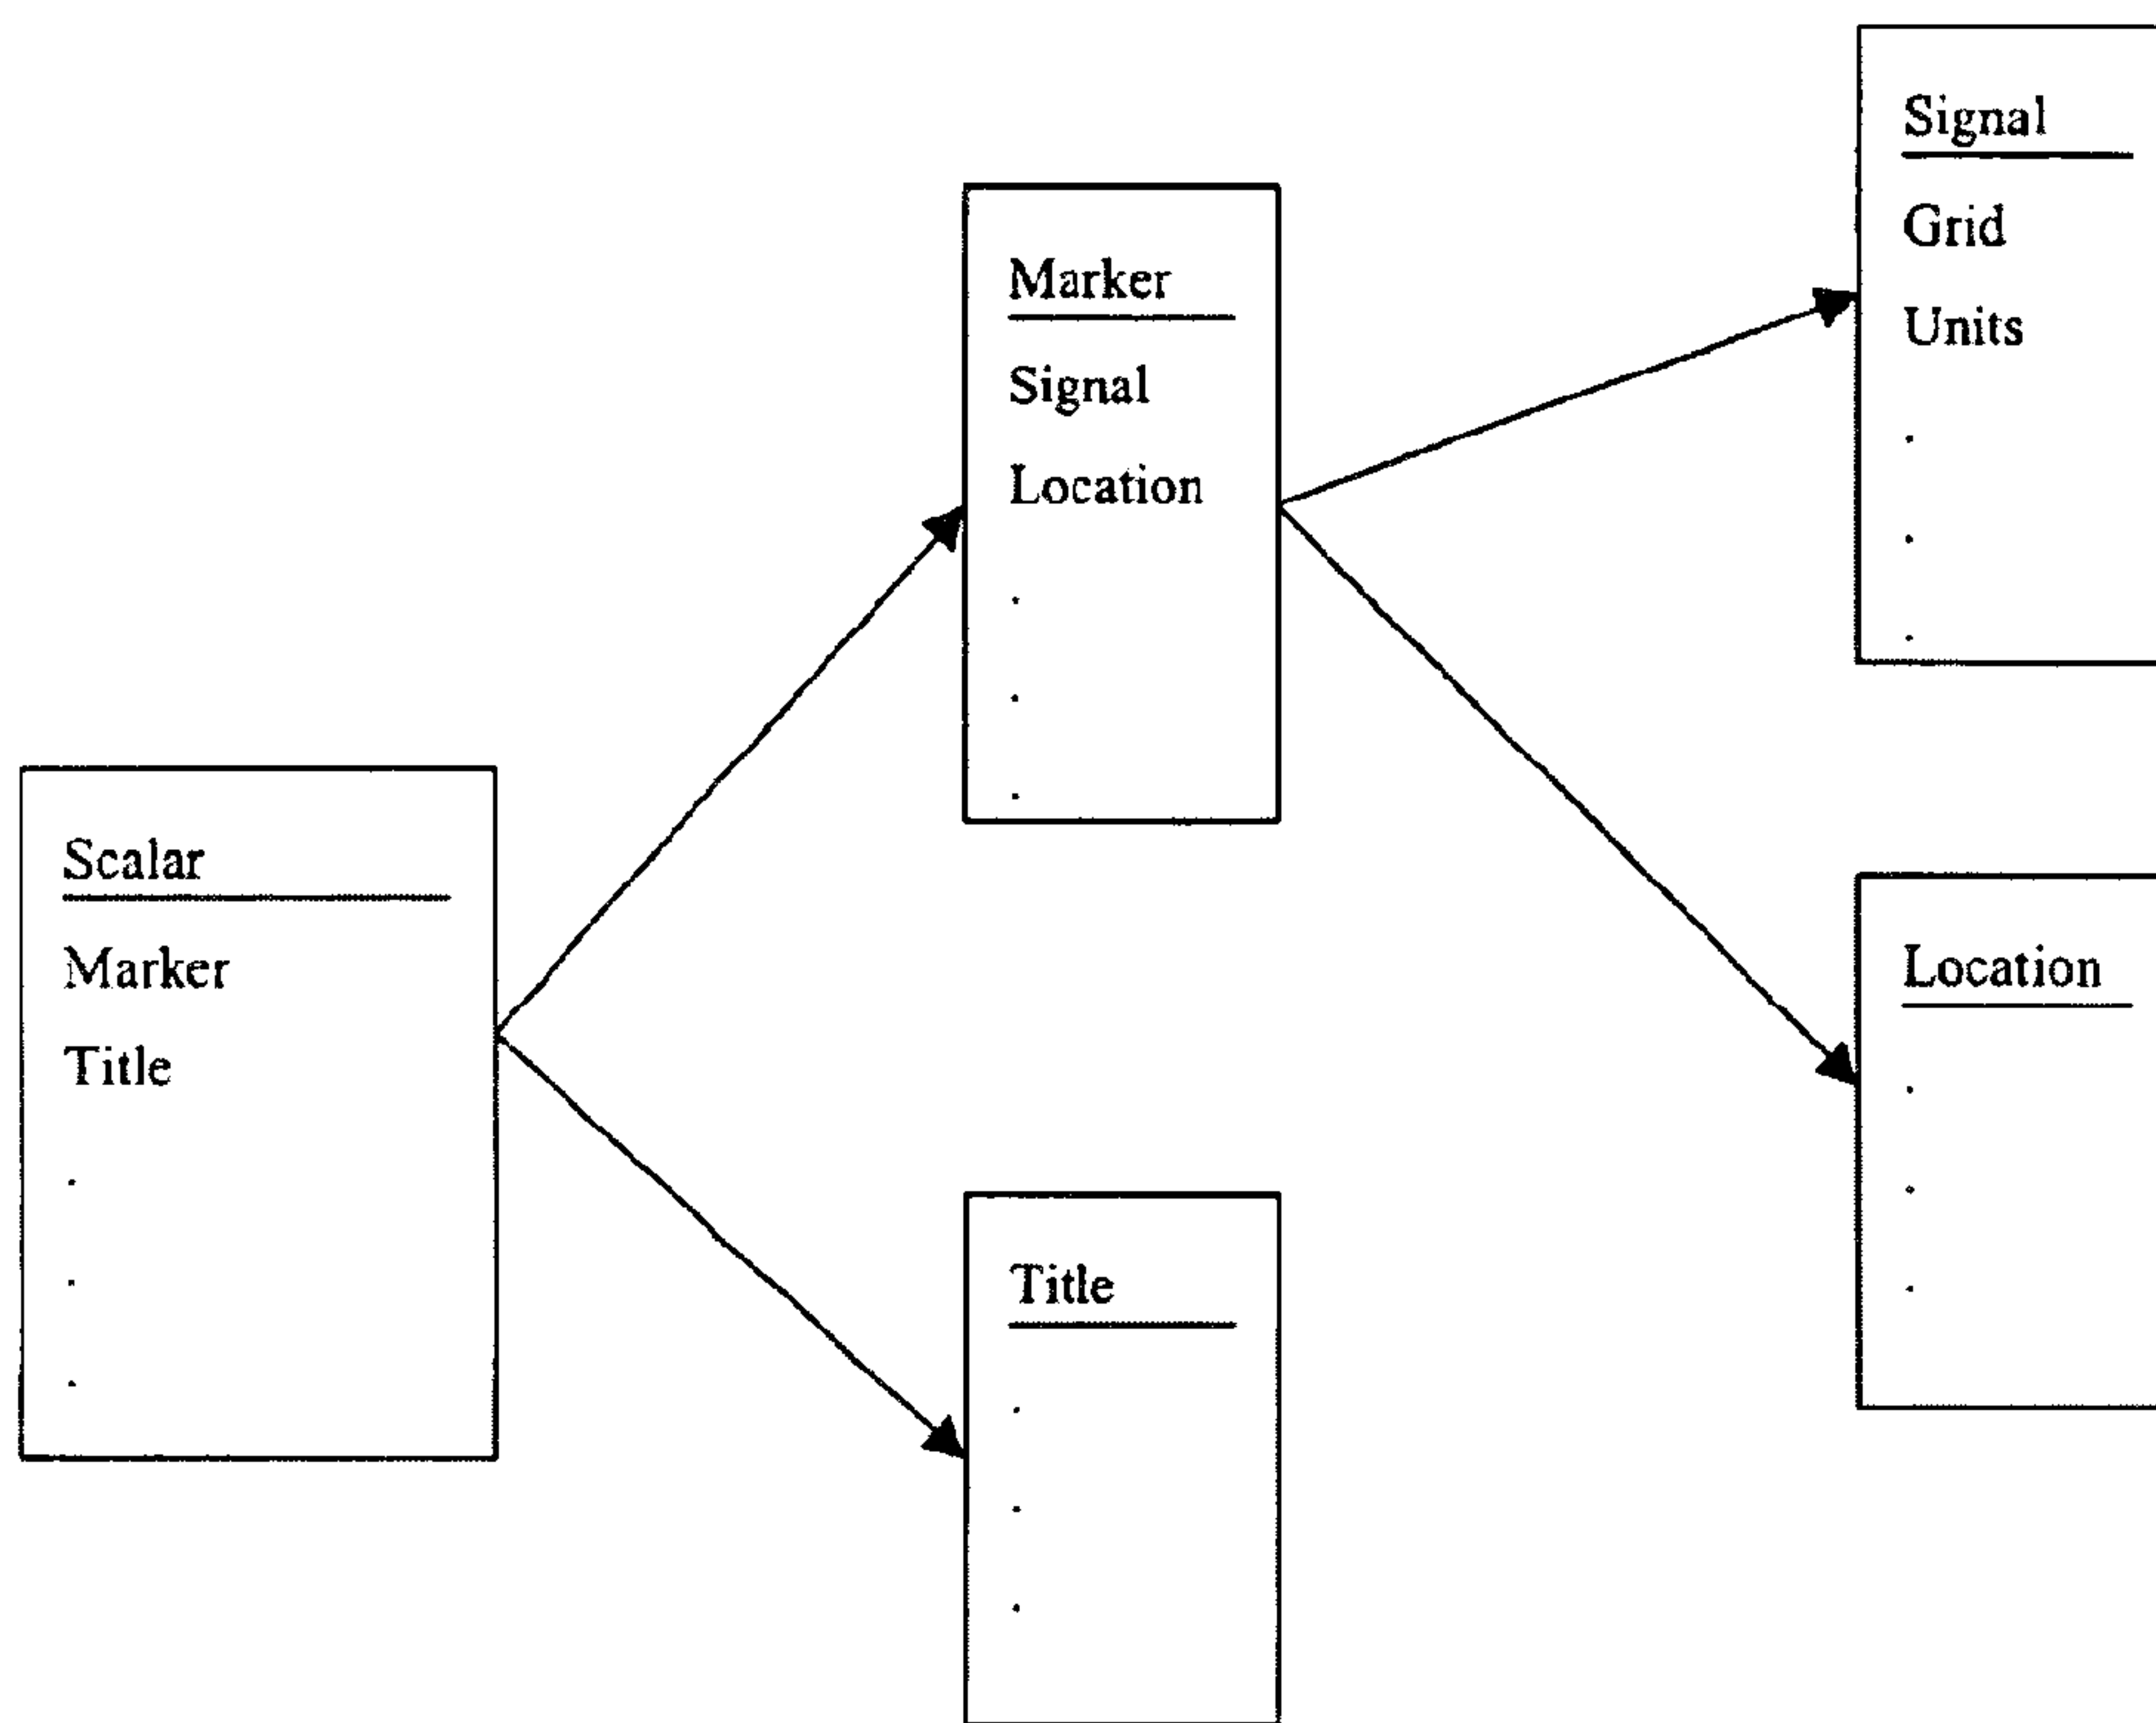 Scalar
Marker
Title
.
.
.
Marker
Signal
Location
.
.
.
Title
.
.
.
Signal
Grid
Units
.
.
.
Location
.
.
.